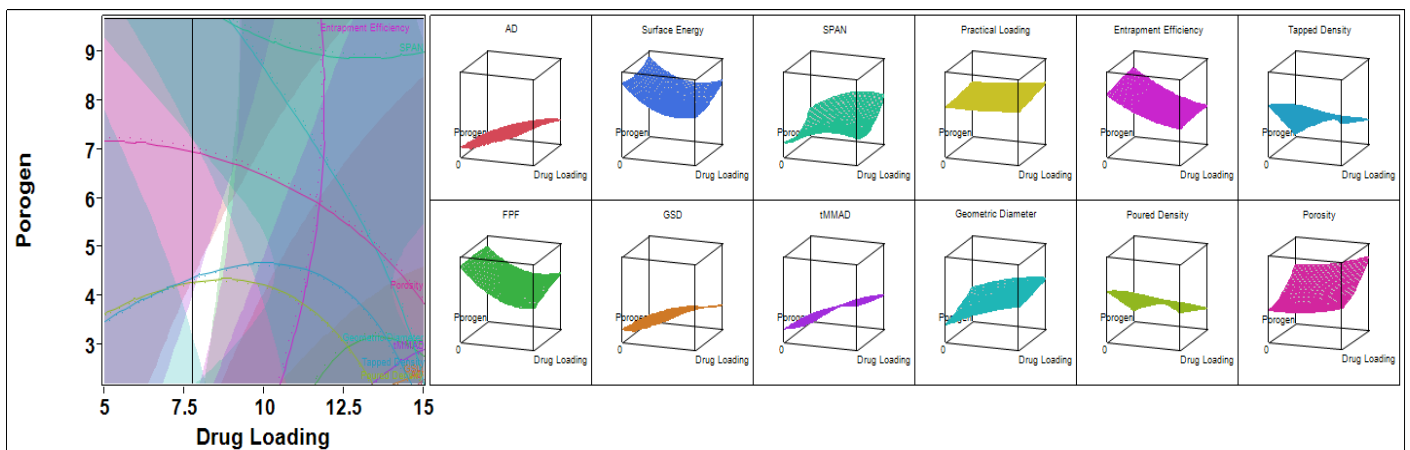 Entrapment Efficiency
SPAN
Porosity
tMMAD
Tapped Density
9
8
7
6
5
4
3
Porogen
5
7.5
10
12.5
15
Drug Loading
AD
Porogen
0
Drug Loading
Surface Energy
Porogen
0
Drug Loading
SPAN
0
Drug Loading
Practical Loading
Porogen
0
Drug Loading
Entrapment Efficiency
Porogen
0
Drug Loading
Tapped Density
Porogen
0
Drug Loading
FPF
Porogen
0
Drug Loading
GSD
Porogen
0
Drug Loading
tMMAD
0
Drug Loading
Geometric Diameter
Porogen
0
Drug Loading
Poured Density
Porogen
0
Drug Loading
Porosity
Porogen
0
Drug Loading